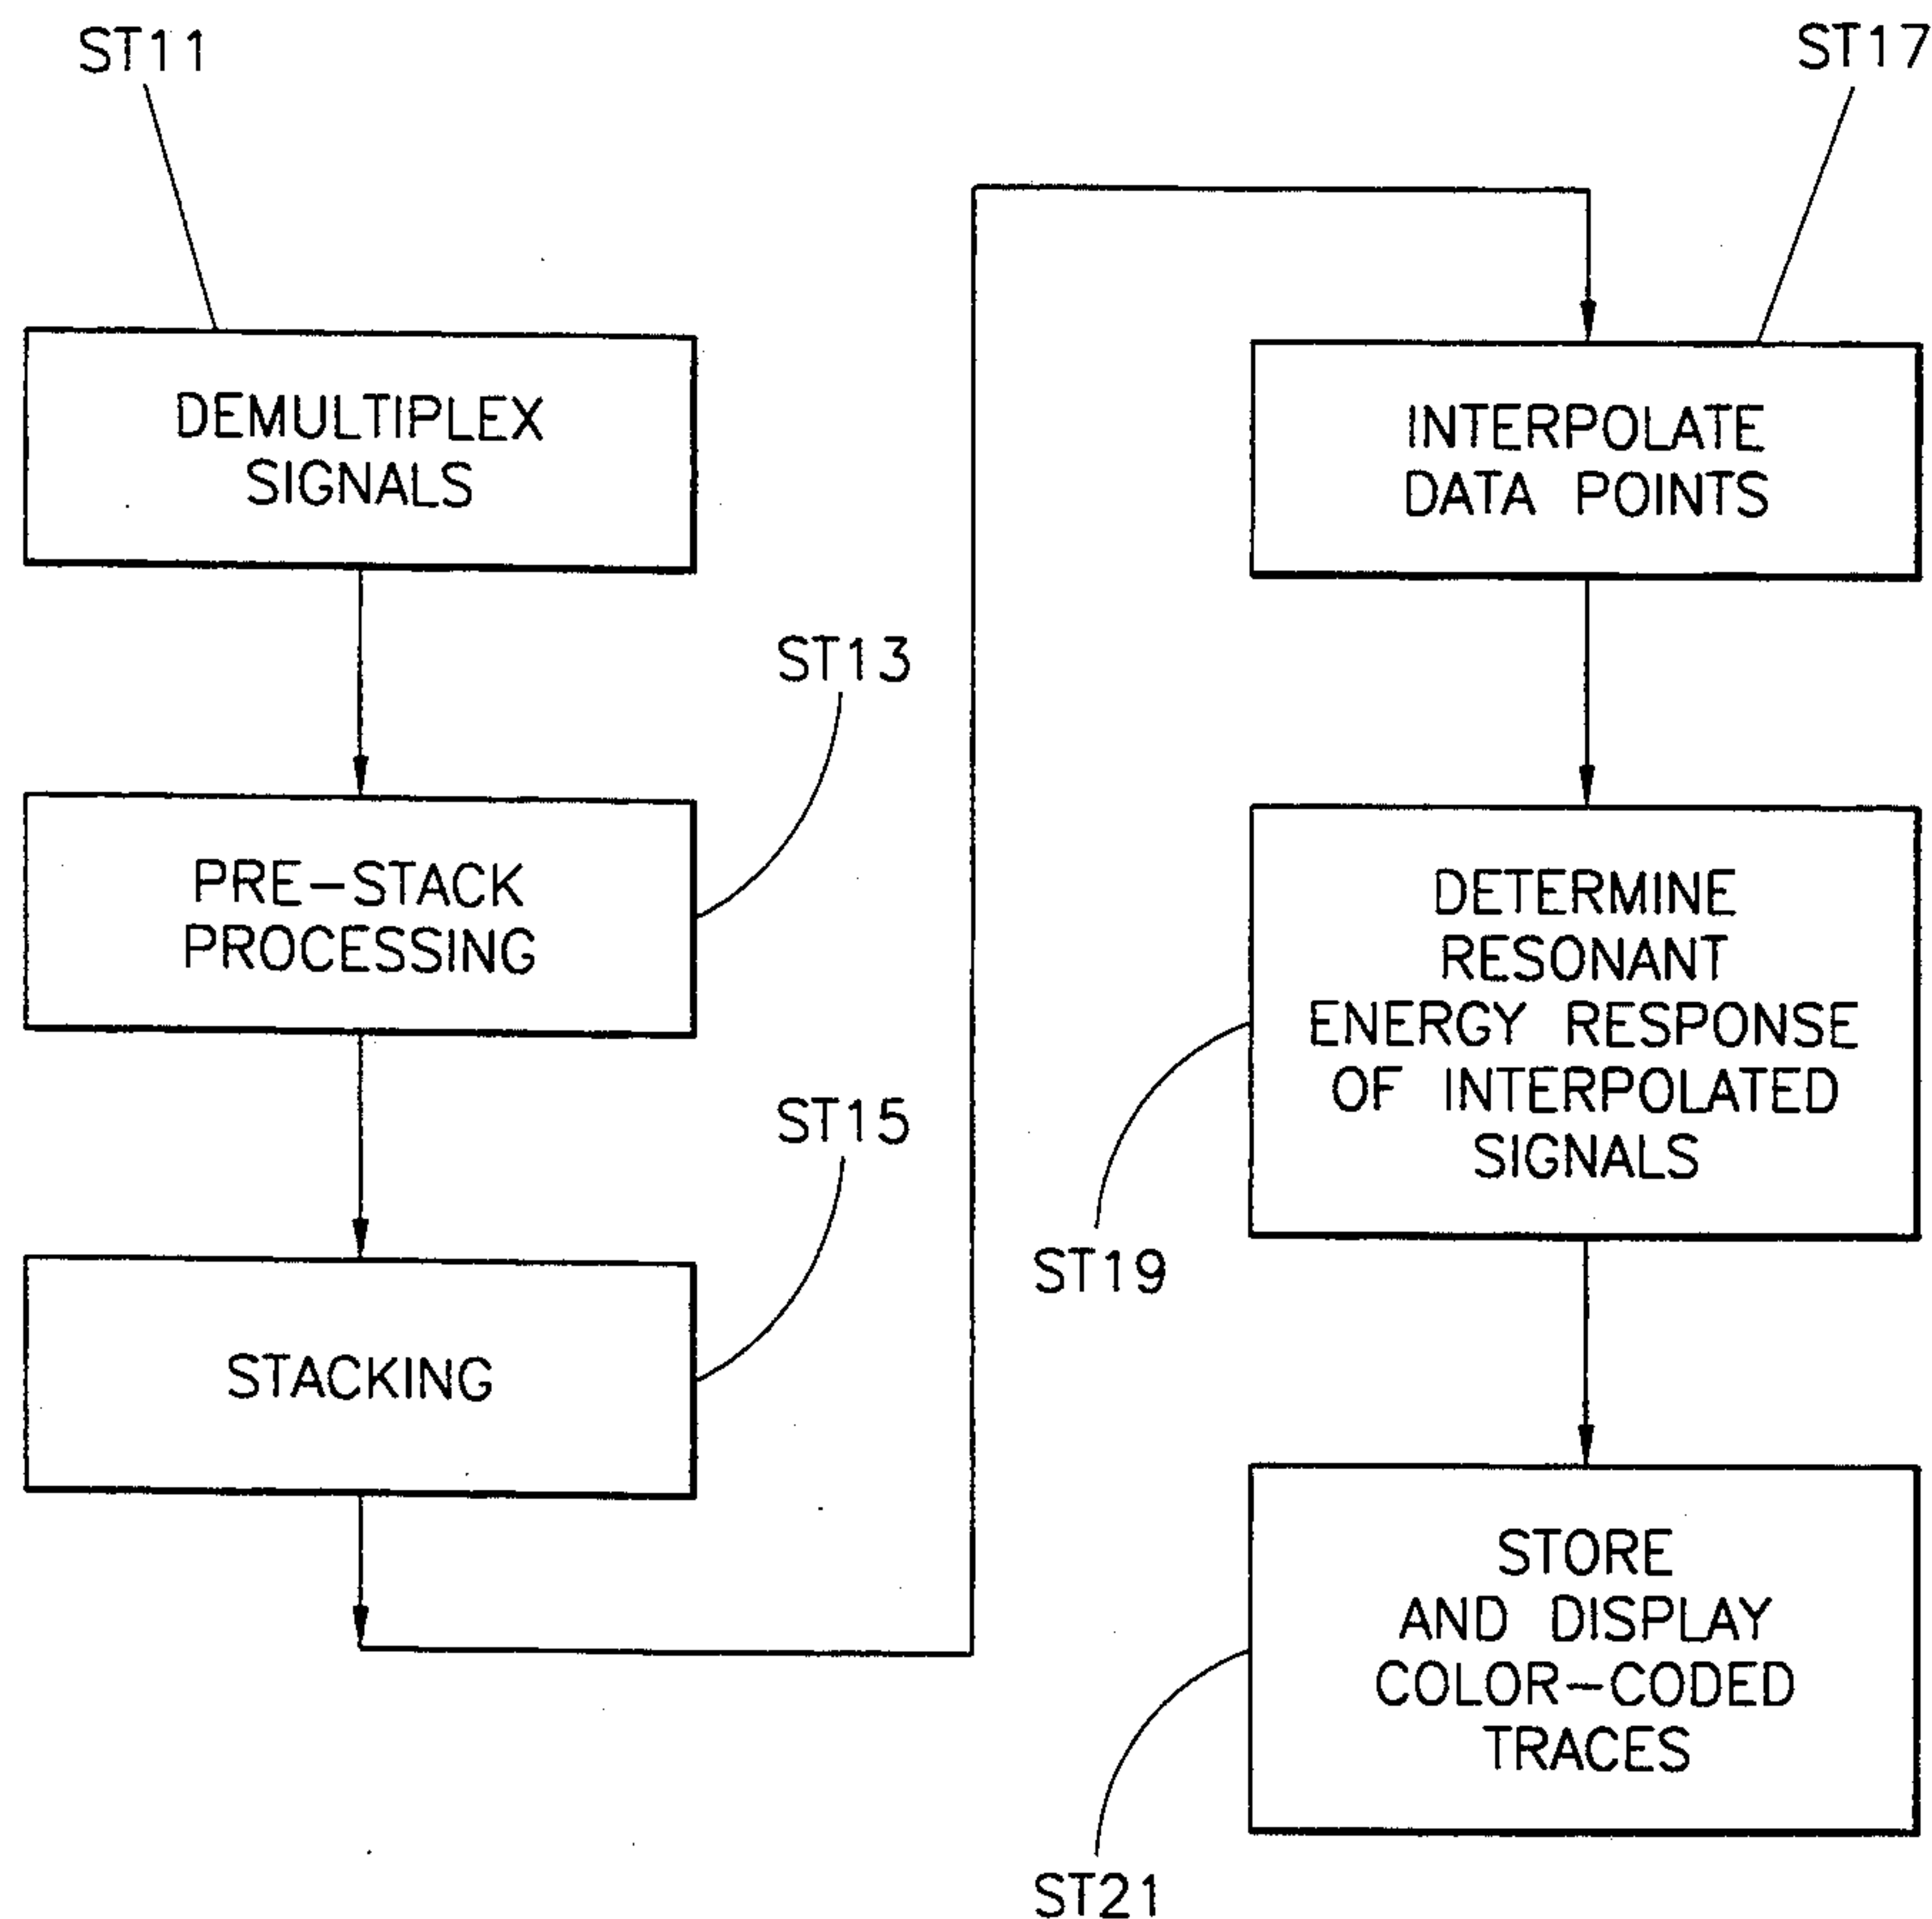 ST11
DEMULTIPLEX
SIGNALS
ST13
PRE-STACK
PROCESSING
ST15
STACKING
ST17
INTERPOLATE
DATA POINTS
DETERMINE
RESONANT
ENERGY RESPONSE
OF INTERPOLATED
SIGNALS
ST19
STORE
AND DISPLAY
COLOR-CODED
TRACES
ST21